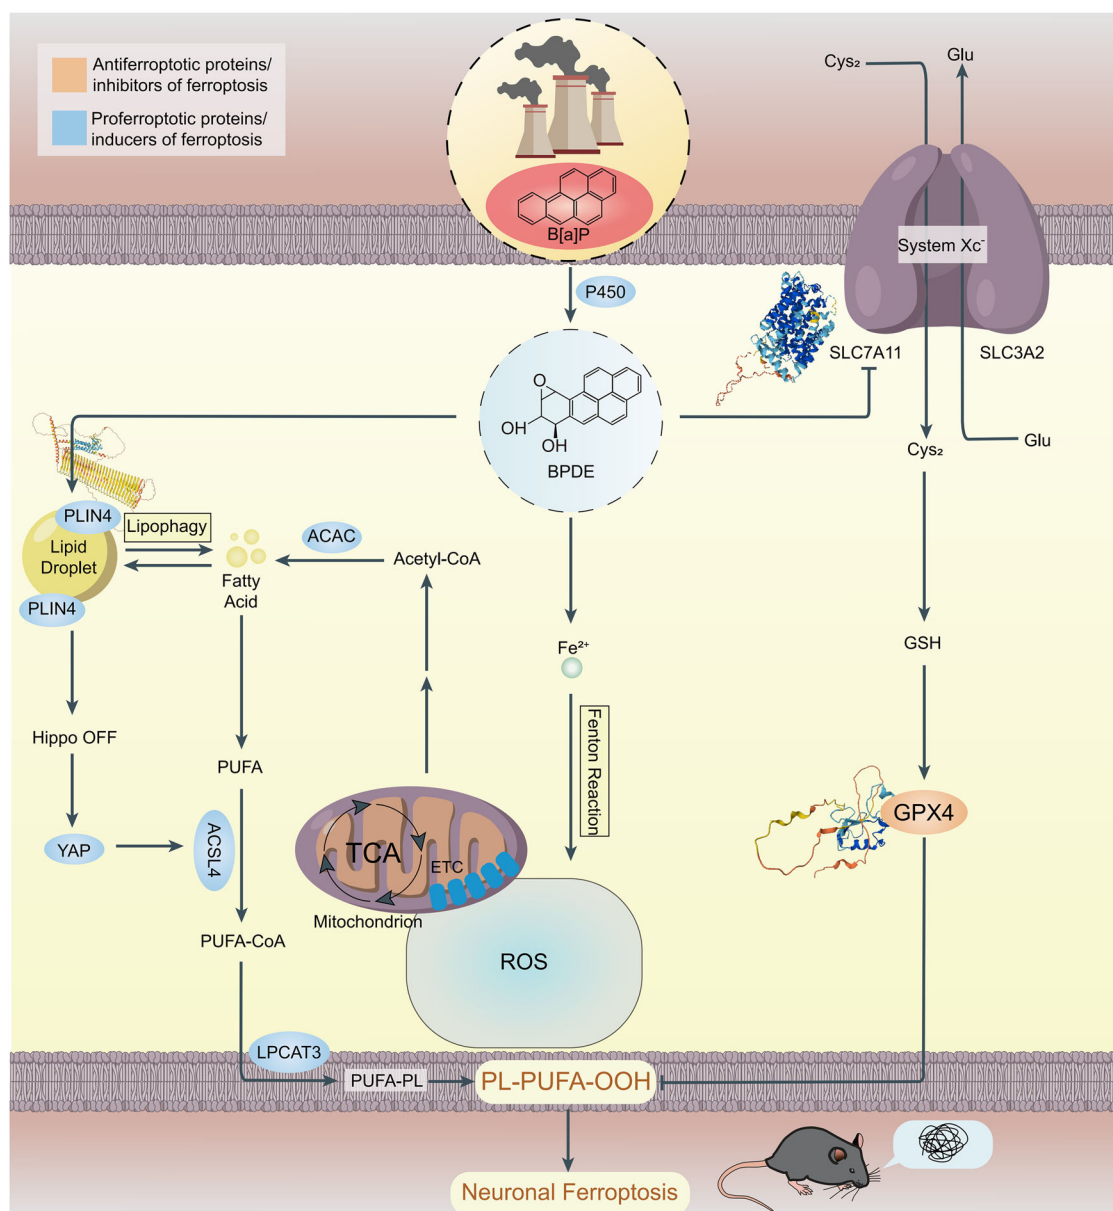 Antiferroptotic proteins/
inhibitors of ferroptosis
Proferroptotic proteins/
inducers of ferroptosis
B[a]P
Cys₂
Glu
System Xc⁻
P450
SLC7A11
SLC3A2
O
OH
OH
BPDE
Cys₂
Glu
PLIN4
Lipophagy
Lipid
Droplet
PLIN4
Fatty
Acid
ACAC
Acetyl-CoA
Fe²⁺
GSH
Fenton Reaction
Hippo OFF
PUFA
YAP
ACSL4
TCA
ETC
Mitochondrion
GPX4
PUFA-CoA
ROS
LPCAT3
PUFA-PL
PL-PUFA-OOH
Neuronal Ferroptosis